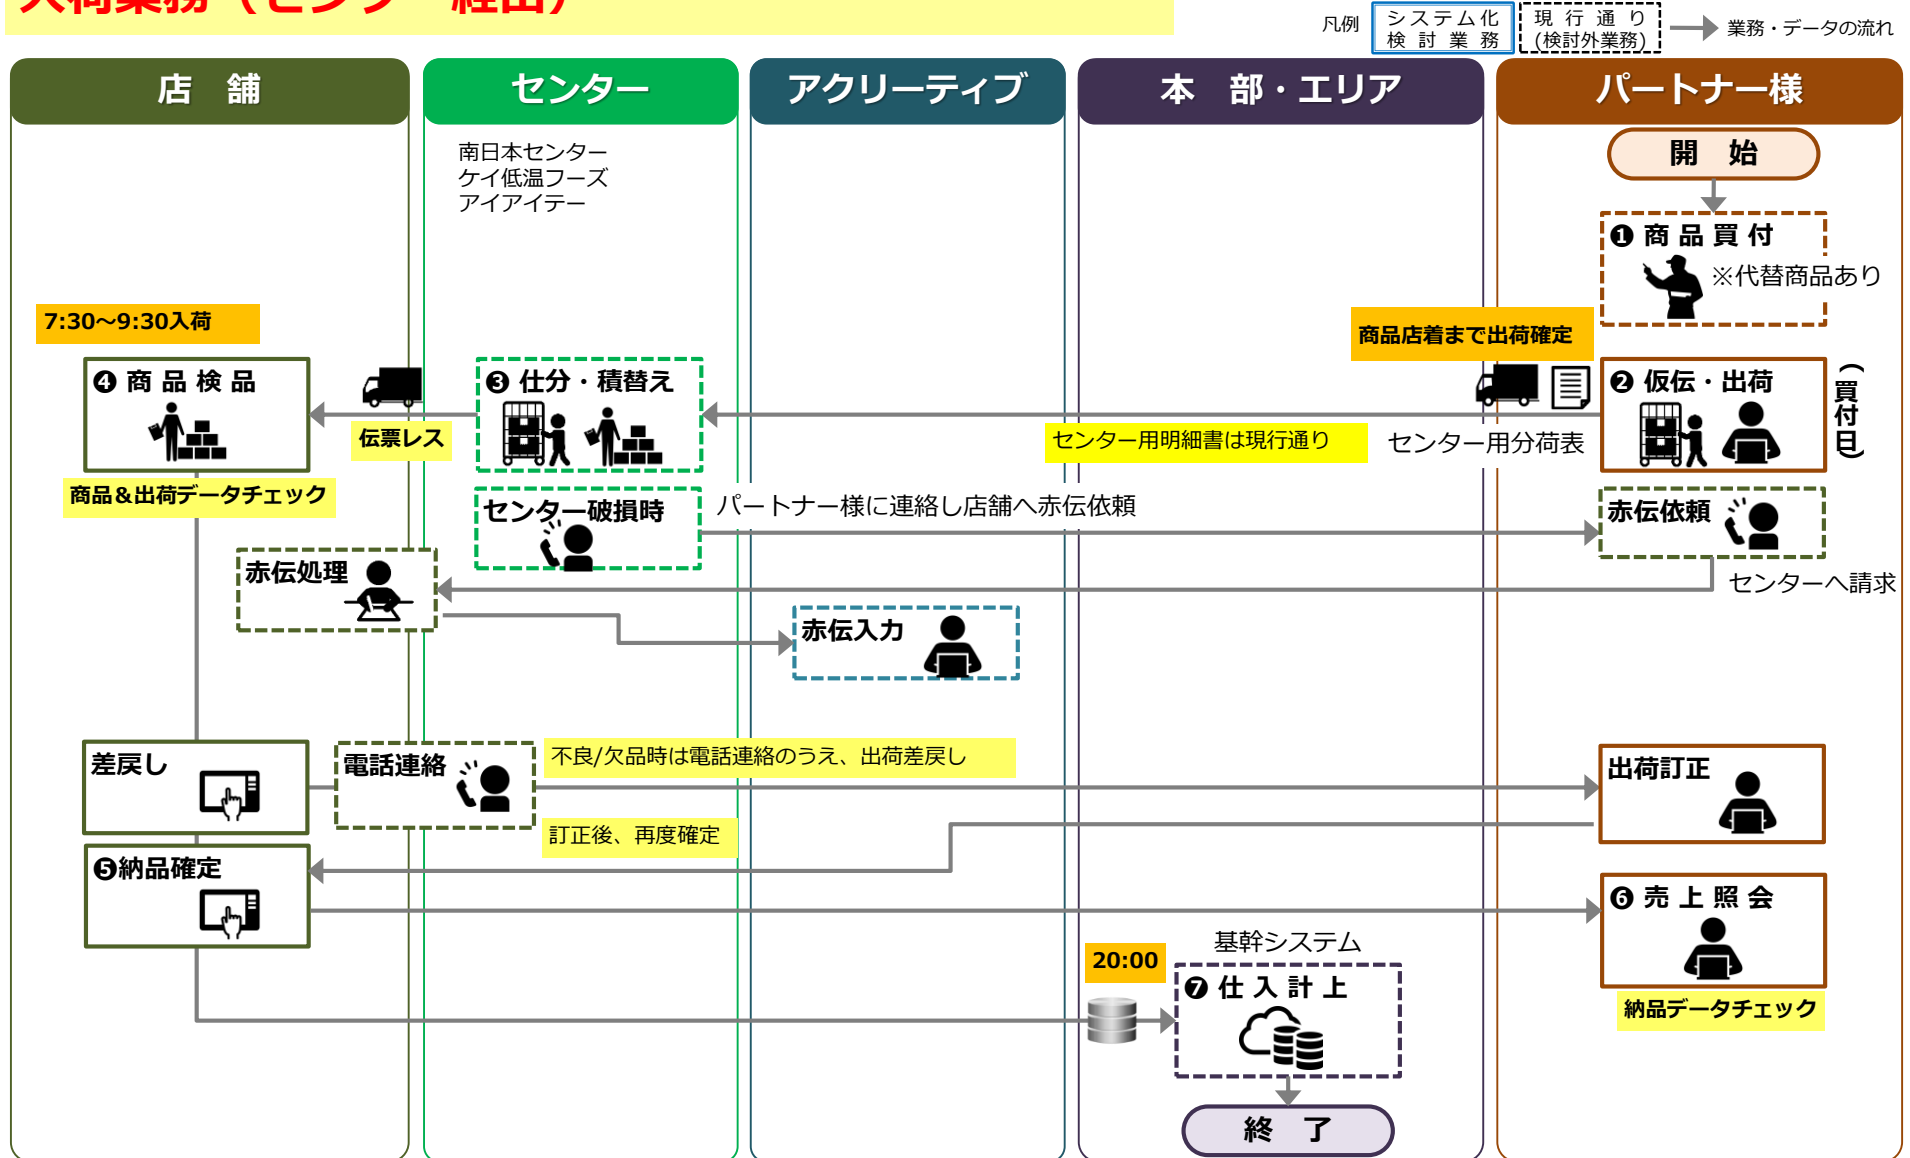 入荷業務（センター経由）
凡例
システム化
検討業務
現行通り
(検討外業務)
業務・データの流れ
店　舗
センター
アクリーティブ
本　部・エリア
パートナー様
南日本センター
ケイ低温フーズ
アイアイテー
開　始
❶ 商品買付
※代替商品あり
7:30～9:30入荷
商品店着まで出荷確定
❹ 商品検品
❸ 仕分・積替え
❷ 仮伝・出荷
（買付日）
伝票レス
センター用明細書は現行通り
センター用分荷表
商品＆出荷データチェック
センター破損時
パートナー様に連絡し店舗へ赤伝依頼
赤伝依頼
赤伝処理
センターへ請求
赤伝入力
差戻し
電話連絡
不良/欠品時は電話連絡のうえ、出荷差戻し
出荷訂正
訂正後、再度確定
❺納品確定
❻ 売上照会
基幹システム
20:00
❼ 仕入計上
納品データチェック
終　了